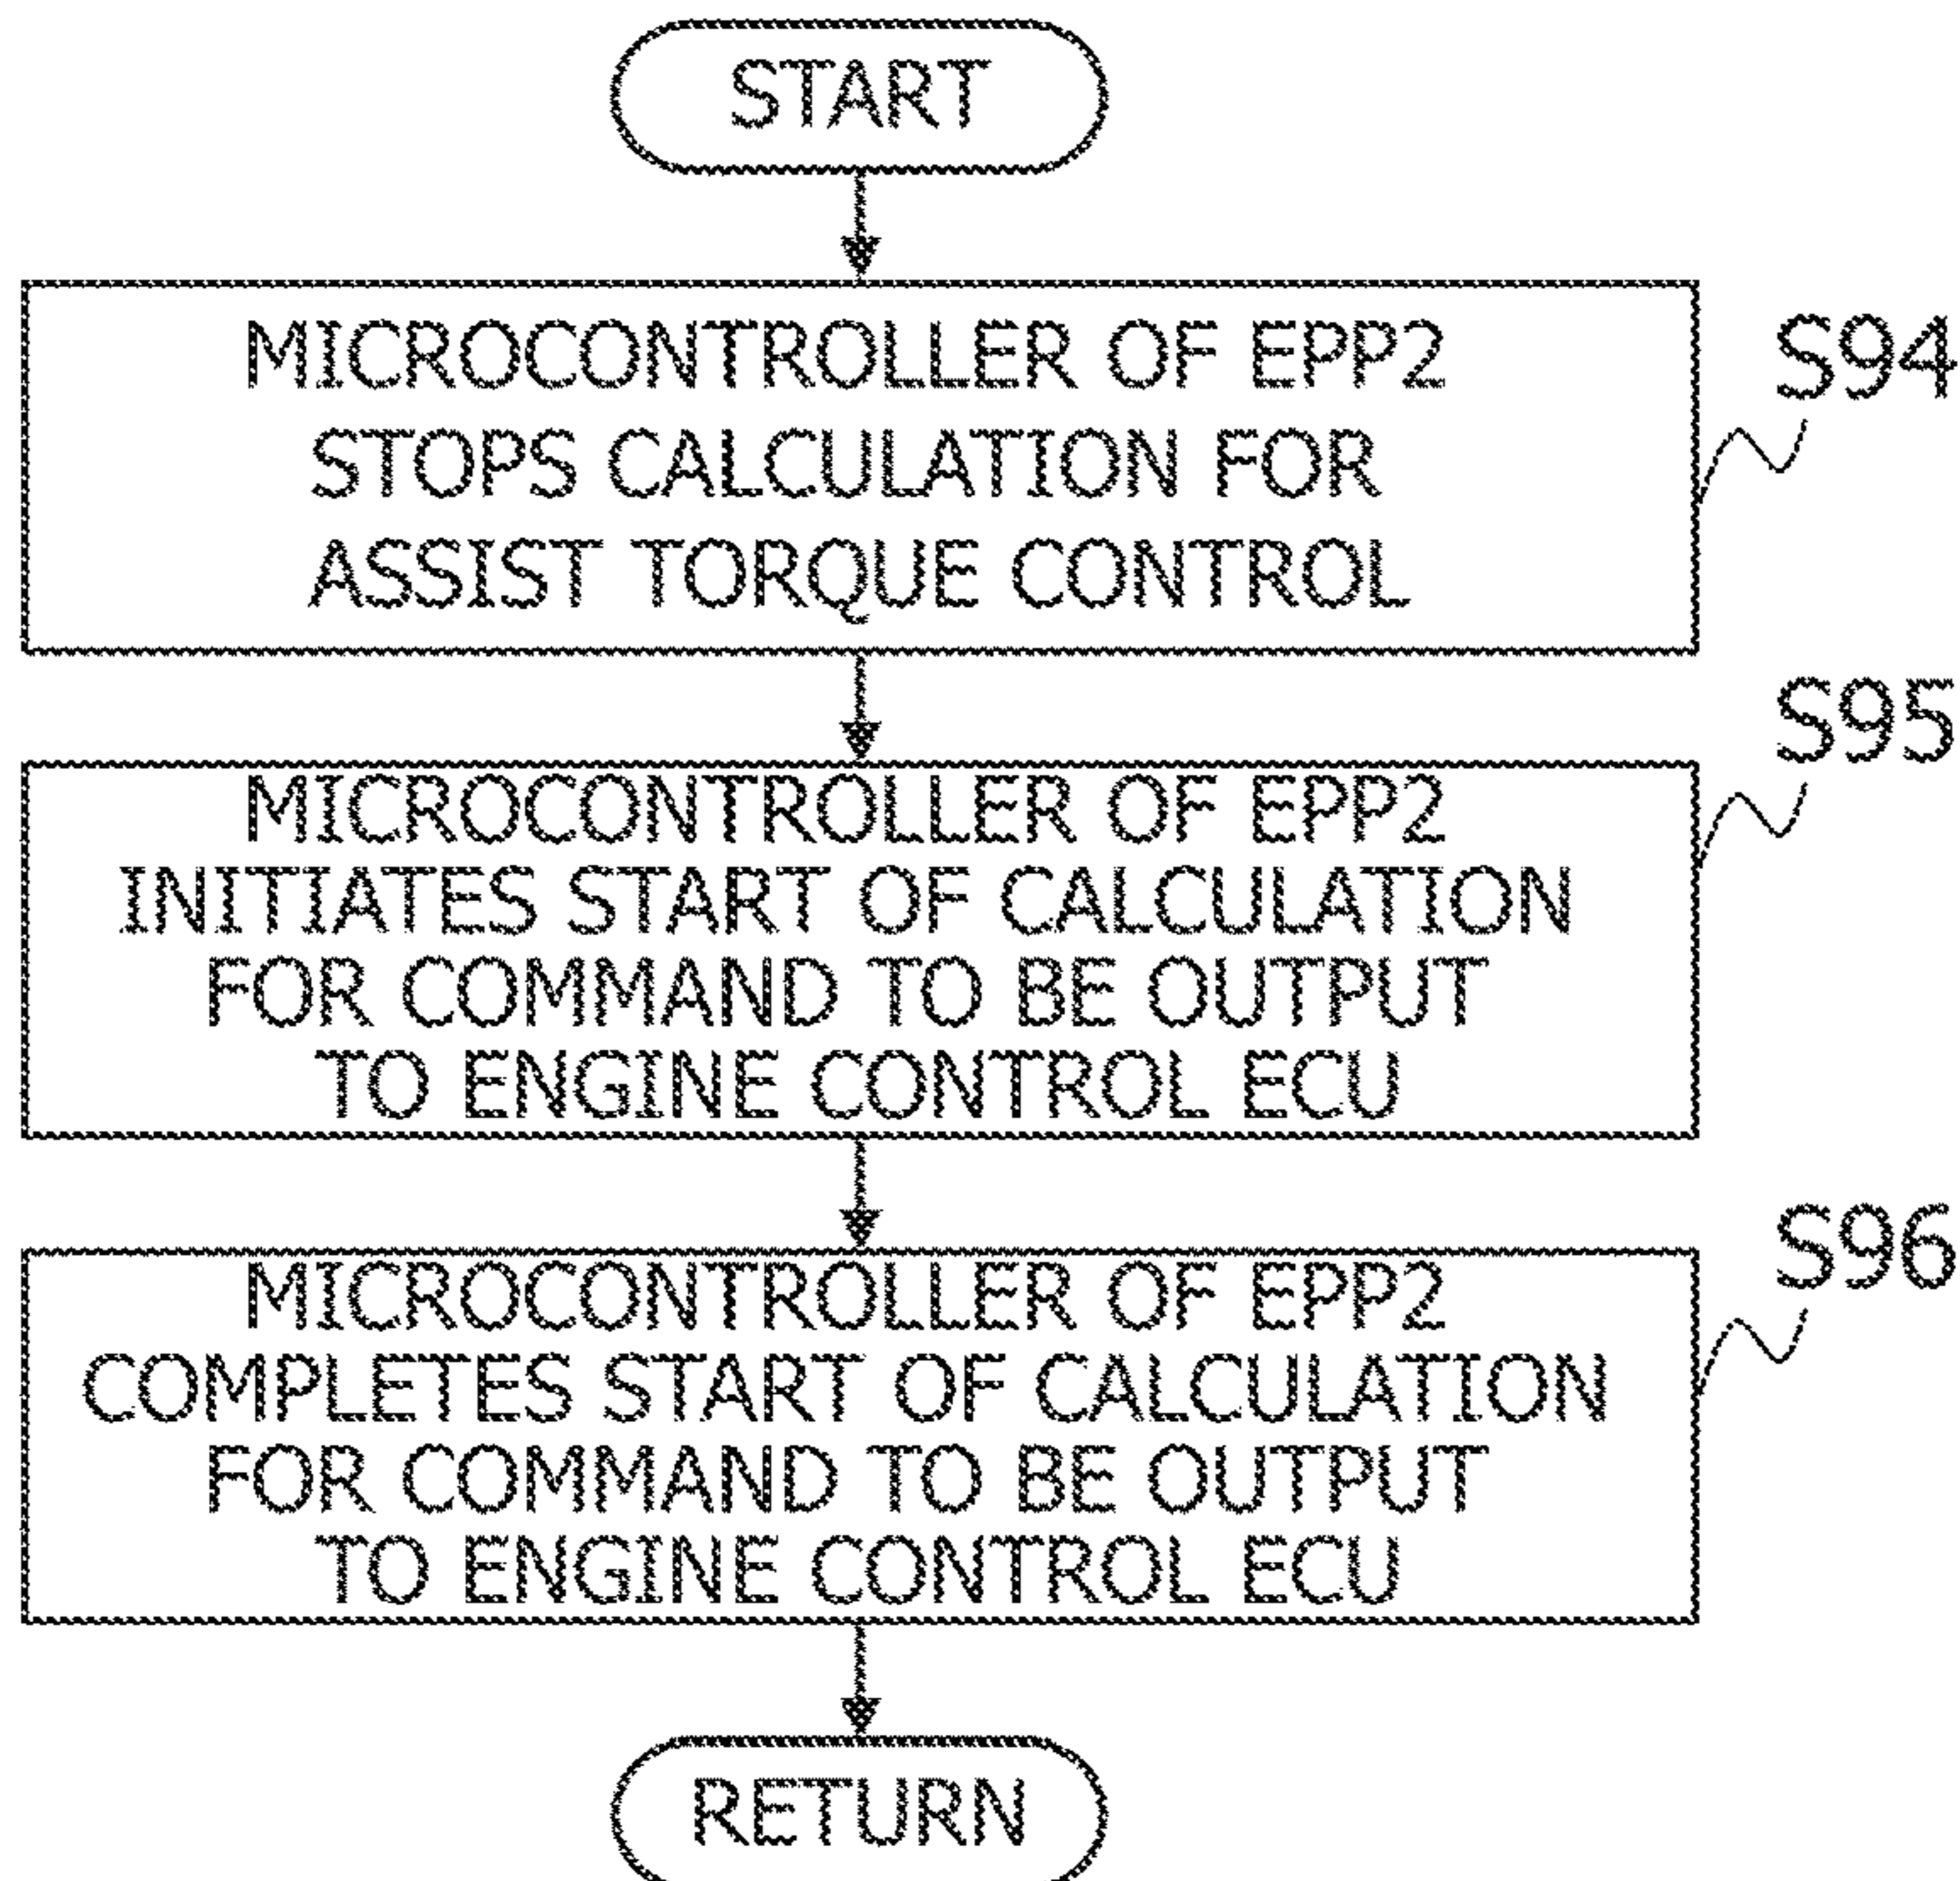 START
MICROCONTROLLER OF EPP2
STOPS CALCULATION FOR
ASSIST TORQUE CONTROL
S94
MICROCONTROLLER OF EPP2
INITIATES START OF CALCULATION
FOR COMMAND TO BE OUTPUT
TO ENGINE CONTROL ECU
S95
MICROCONTROLLER OF EPP2
COMPLETES START OF CALCULATION
FOR COMMAND TO BE OUTPUT
TO ENGINE CONTROL ECU
S96
RETURN